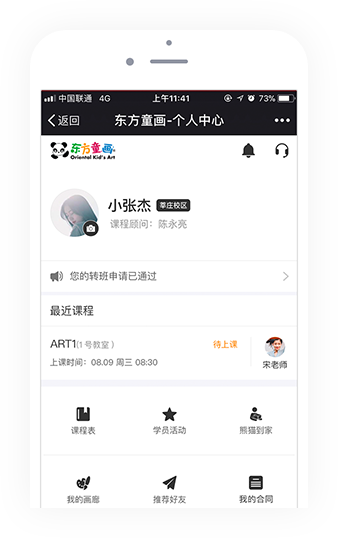 中国联通 4G 上午11:41 73%
返回 东方童画-个人中心
东方童画
Oriental Kid's Art
小张杰 莘庄校区
课程顾问：陈永亮
您的转班申请已通过
最近课程
ART1(1号教室) 待上课
上课时间：08.09 周三 08:30 宋老师
课程表 学员活动 熊猫到家
我的画廊 推荐好友 我的合同